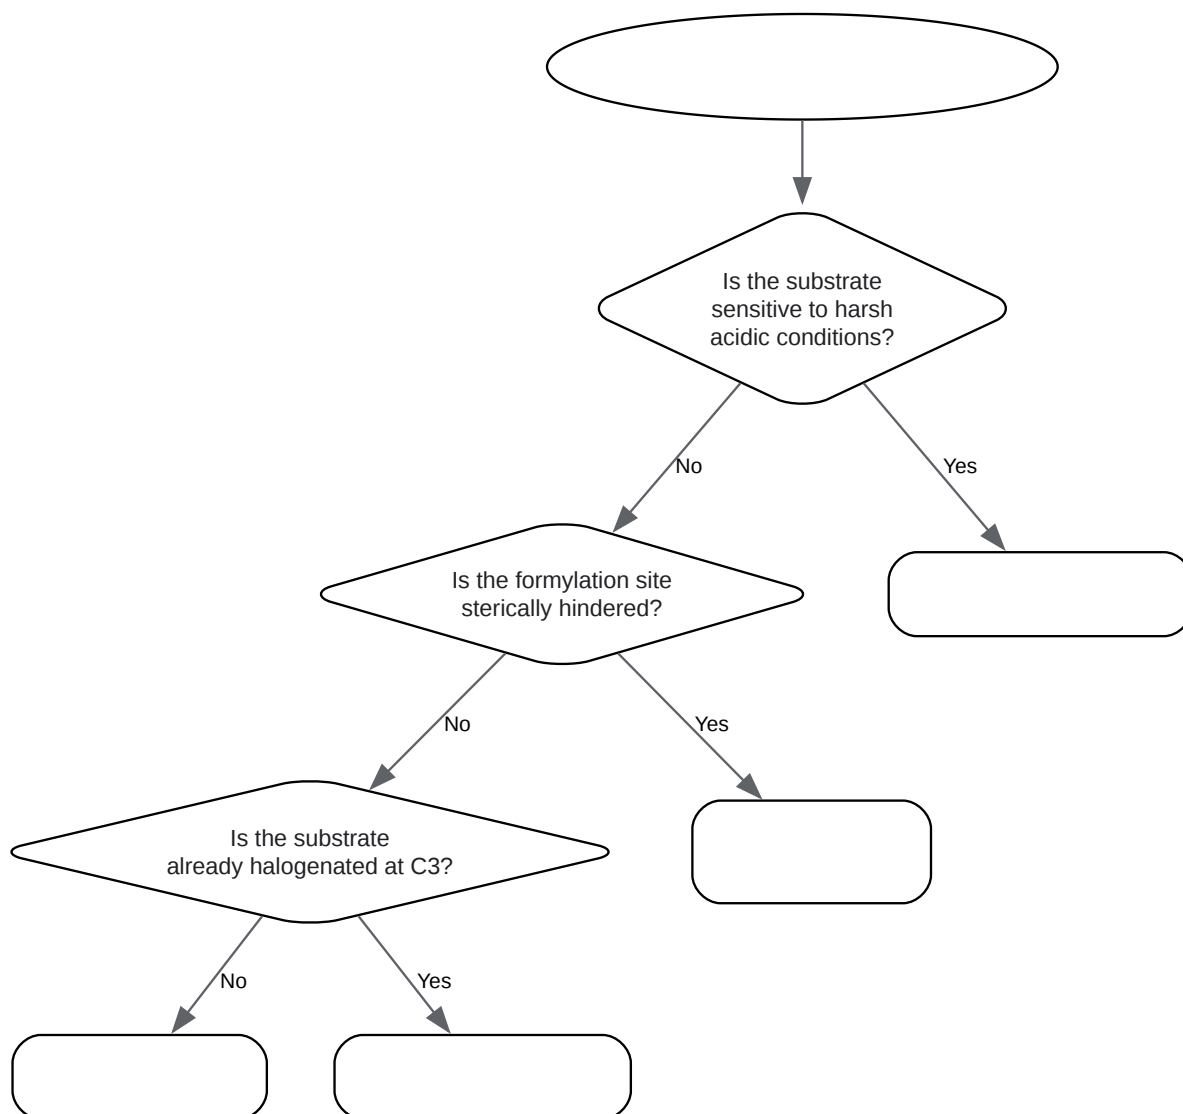 Is the substrate
sensitive to harsh
acidic conditions?
No
Yes
Is the formylation site
sterically hindered?
No
Yes
Is the substrate
already halogenated at C3?
No
Yes